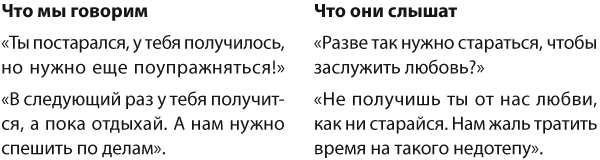 Что мы говорим
«Ты постарался, у тебя получилось,
но нужно еще поупражняться!»
«В следующий раз у тебя получит-
ся, а пока отдыхай. А нам нужно
спешить по делам».
Что они слышат
«Разве так нужно стараться, чтобы
заслужить любовь?»
«Не получишь ты от нас любви,
как ни старайся. Нам жаль тратить
время на такого недотепу».